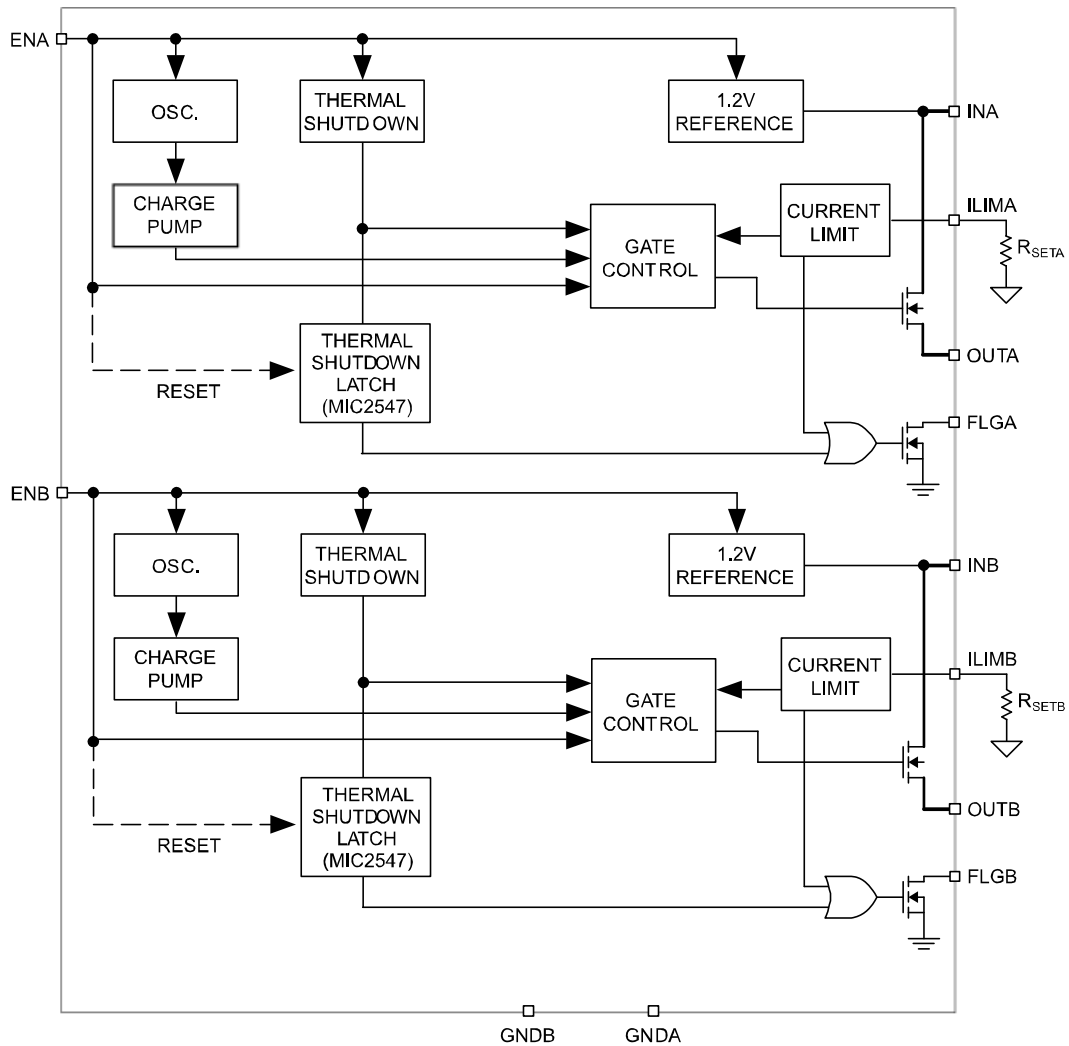 ENA
OSC.
THERMAL
SHUTDOWN
1.2V
REFERENCE
INA
CHARGE
PUMP
GATE
CONTROL
CURRENT
LIMIT
ILIMA
RSETA
RESET
THERMAL
SHUTDOWN
LATCH
(MIC2547)
OUTA
FLGA
ENB
OSC.
THERMAL
SHUTDOWN
1.2V
REFERENCE
INB
CHARGE
PUMP
GATE
CONTROL
CURRENT
LIMIT
ILIMB
RSETB
RESET
THERMAL
SHUTDOWN
LATCH
(MIC2547)
OUTB
FLGB
GNDB
GNDA